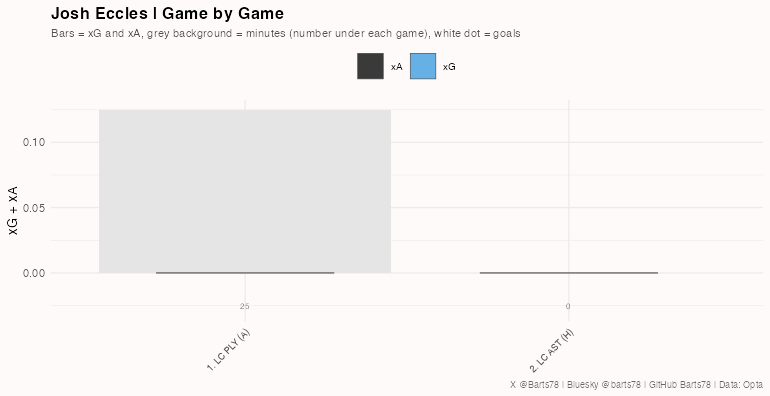 Josh Eccles | Game by Game
Bars = xG and xA, grey background = minutes (number under each game), white dot = goals
xA xG
xG + xA
0.10
0.05
0.00
25 0
1. LC PLY (A) 2. LC AST (H)
X @Barts78 | Bluesky @barts78 | GitHub Barts78 | Data: Opta